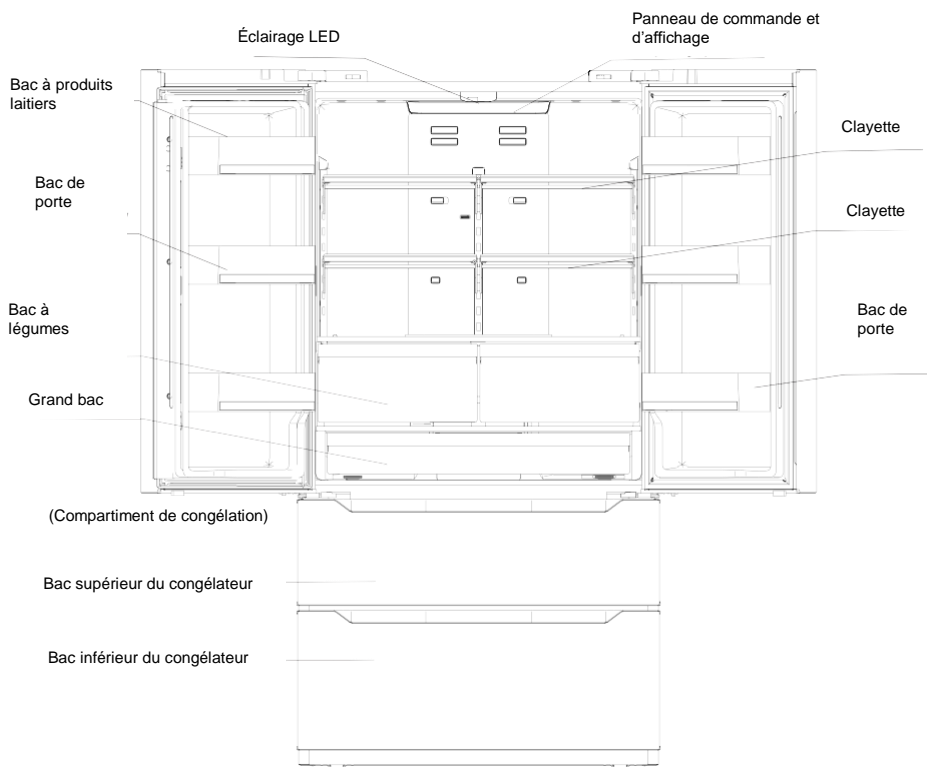 Panneau de commande et
d’affichage
Éclairage LED
Bac à produits
laitiers
Clayette
Bac de
porte
Clayette
Bac à
légumes
Bac de
porte
Grand bac
(Compartiment de congélation)
Bac supérieur du congélateur
Bac inférieur du congélateur